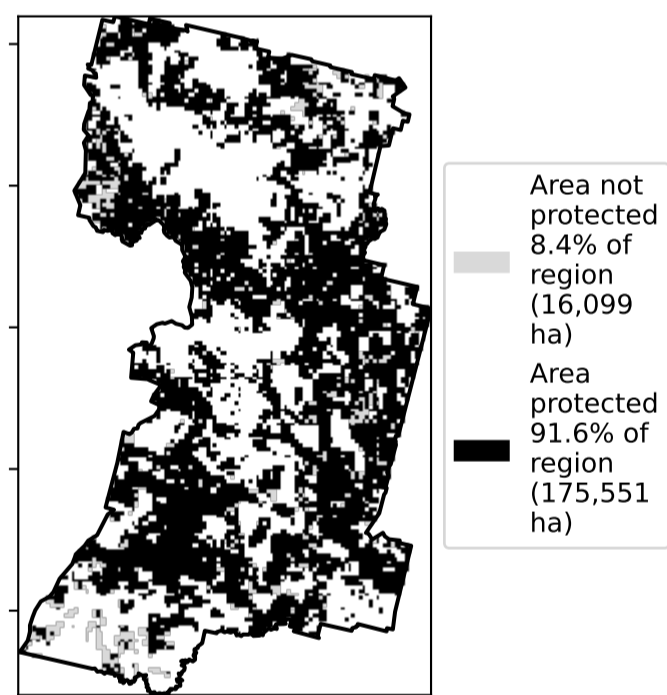 Area not
protected
8.4% of
region
(16,099
ha)
Area
protected
91.6% of
region
(175,551
ha)